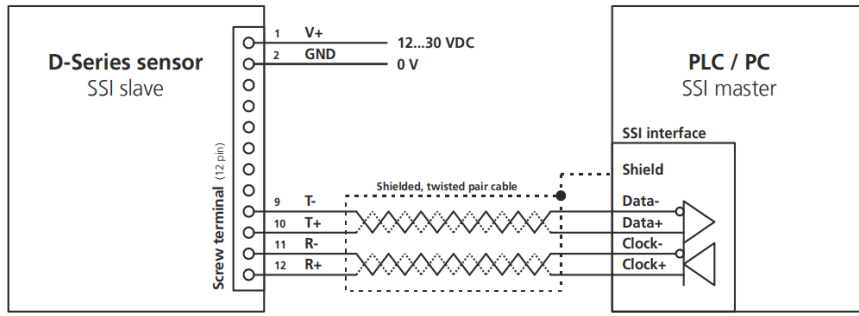 D-Series sensor
SSI slave
Screw terminal (12 pin)
1 V+ 12...30 VDC
2 GND 0 V
9 T-
10 T+
11 R-
12 R+
Shielded, twisted pair cable
PLC / PC
SSI master
SSI interface
Shield
Data-
Data+
Clock-
Clock+